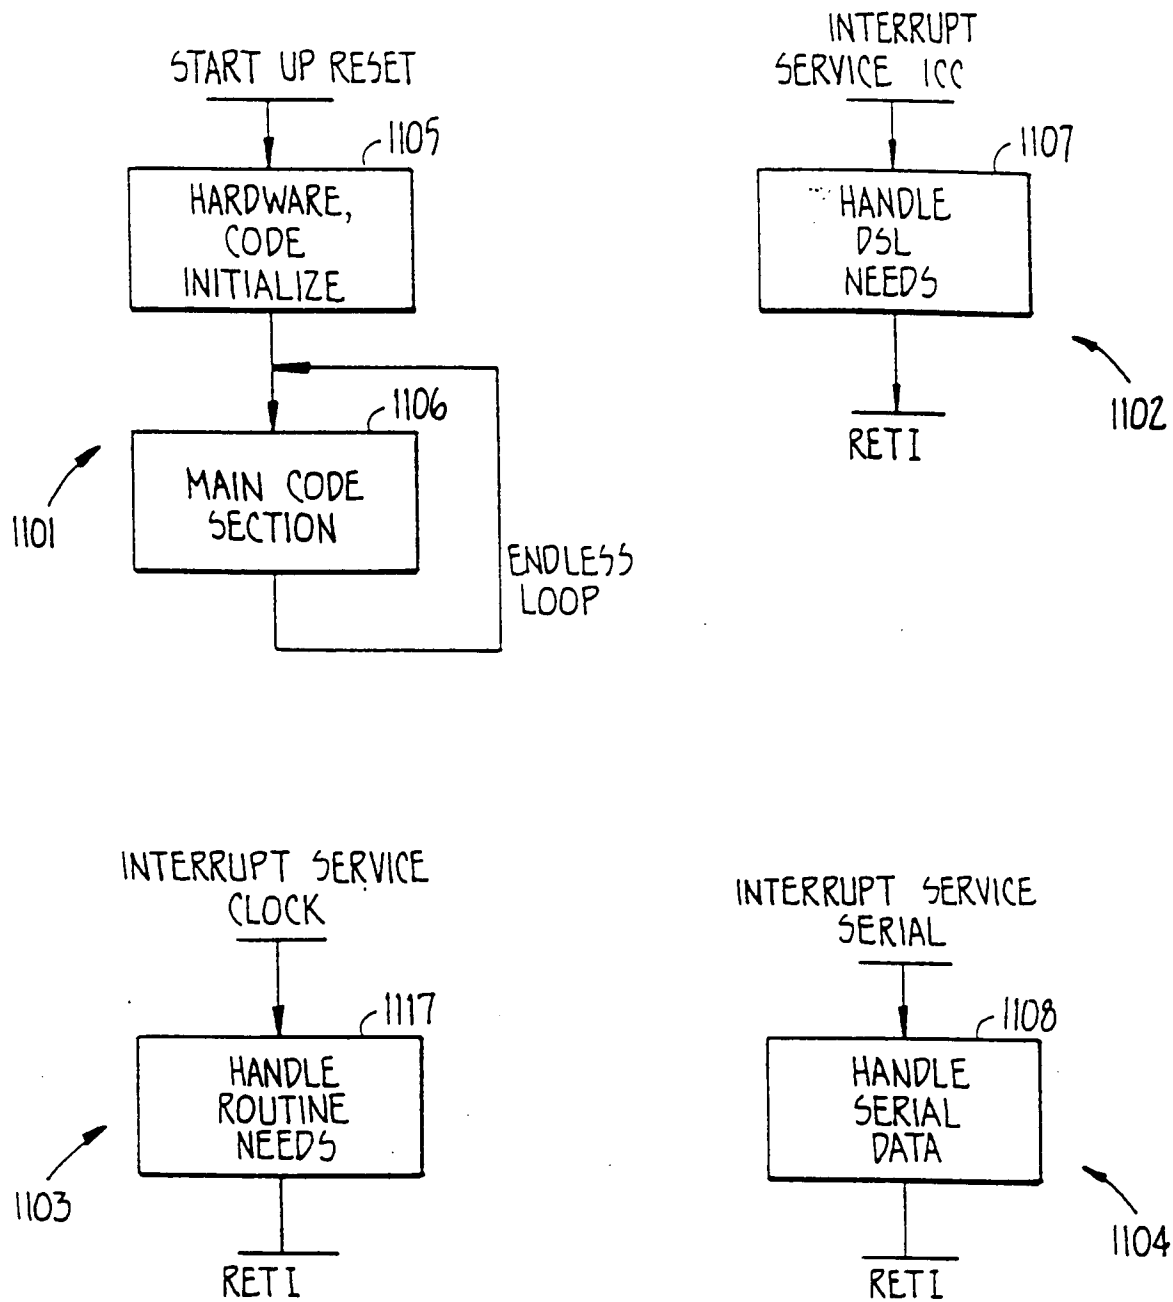 START UP RESET
1105
HARDWARE,
CODE
INITIALIZE
1106
MAIN CODE
SECTION
1101
ENDLESS
LOOP
INTERRUPT
SERVICE ICC
1107
HANDLE
DSL
NEEDS
1102
RETI
INTERRUPT SERVICE
CLOCK
1117
HANDLE
ROUTINE
NEEDS
1103
RETI
INTERRUPT SERVICE
SERIAL
1108
HANDLE
SERIAL
DATA
1104
RETI